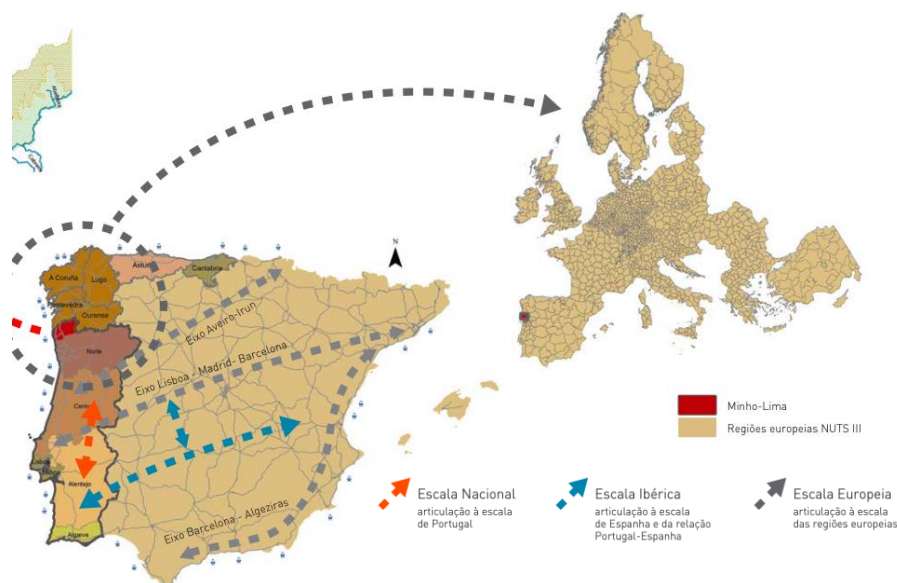 Astúrias
Cantabria
A Coruña
Lugo
Pontevedra
Ourense
Norte
Centro
Lisboa
Alentejo
Algarve
N
Eixo Aveiro-Irun
Eixo Lisboa - Madrid- Barcelona
Eixo Barcelona - Algeziras
Minho-Lima
Regiões europeias NUTS III
Escala Nacional
articulação à escala
de Portugal
Escala Ibérica
articulação à escala
de Espanha e da relação
Portugal-Espanha
Escala Europeia
articulação à escala
das regiões europeias